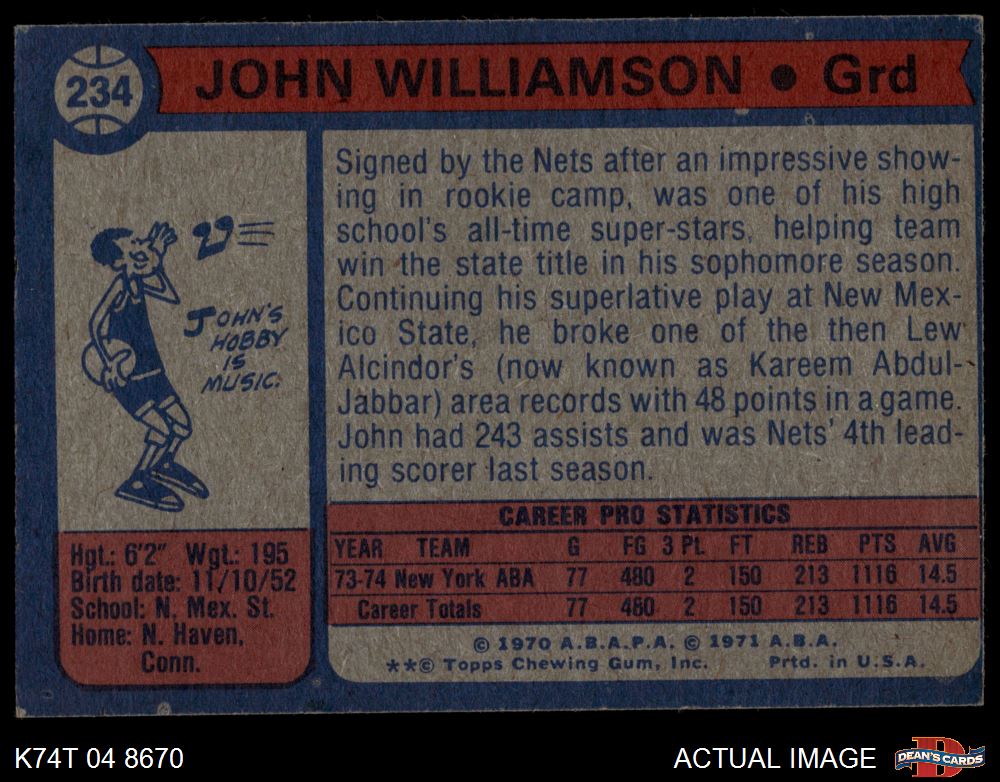 234
JOHN WILLIAMSON • Grd
Signed by the Nets after an impressive show-
ing in rookie camp, was one of his high
school's all-time super-stars, helping team
win the state title in his sophomore season.
Continuing his superlative play at New Mex-
ico State, he broke one of the then Lew
Alcindor's (now known as Kareem Abdul-
Jabbar) area records with 48 points in a game.
John had 243 assists and was Nets' 4th lead-
ing scorer last season.
JOHN'S
HOBBY
IS
MUSIC.
Hgt.: 6'2" Wgt.: 195
Birth date: 11/10/52
School: N. Mex. St.
Home: N. Haven,
Conn.
CAREER PRO STATISTICS
YEAR TEAM G FG 3 PL FT REB PTS AVG
73-74 New York ABA 77 480 2 150 213 1116 14.5
Career Totals 77 480 2 150 213 1116 14.5
© 1970 A.B.A.P.A. © 1971 A.B.A.
**© Topps Chewing Gum, Inc. Prtd. in U.S.A.
K74T 04 8670
ACTUAL IMAGE
D
DEAN'S CARDS